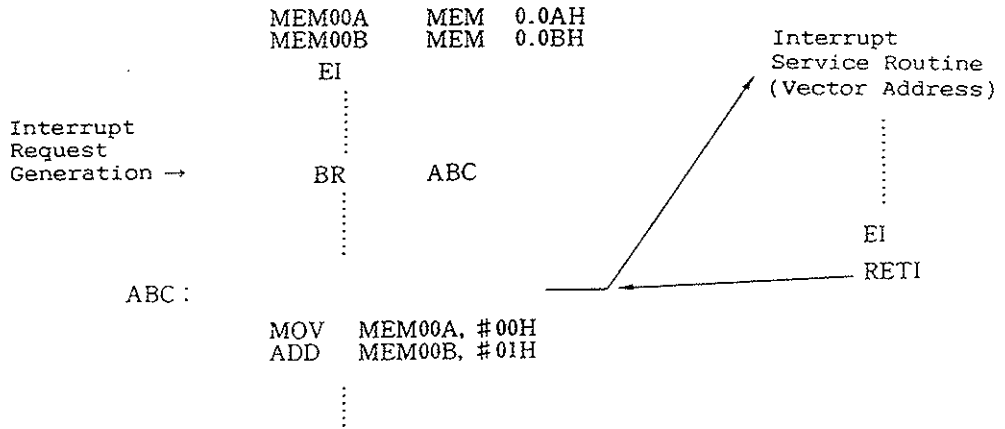 MEM00A MEM 0.0AH
MEM00B MEM 0.0BH
EI
Interrupt
Service Routine
(Vector Address)
Interrupt
Request
Generation →
BR ABC
EI
RETI
ABC :
MOV MEM00A, #00H
ADD MEM00B, #01H